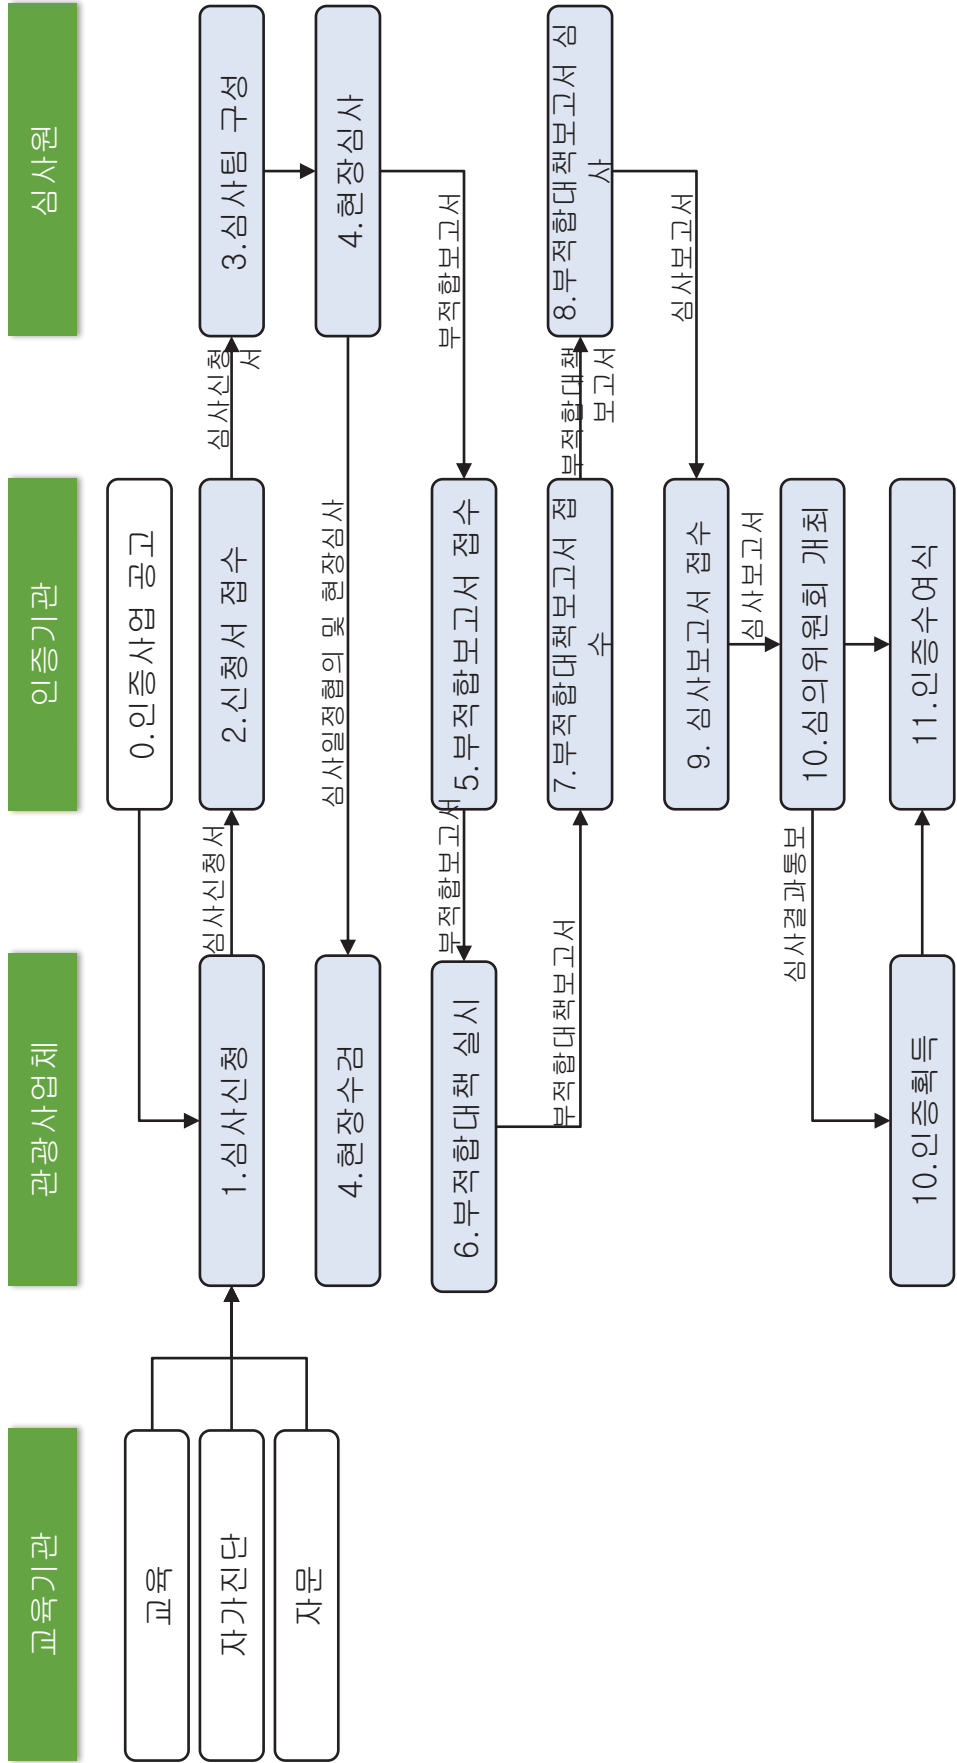 교육기관
관광사업체
인증기관
심사원
교육
자가진단
자문
0.인증사업 공고
1.심사신청
심사신청서
2.신청서 접수
심사신청
서
3.심사팀 구성
4.현장심사
심사일정협의 및 현장심사
4.현장수검
부적합보고서
5.부적합보고서 접수
부적합보고서
6.부적합대책 실시
부적합대책보고서
7.부적합대책보고서 접
수
부적합대책
보고서
8.부적합대책보고서 심
사
심사보고서
9. 심사보고서 접수
심사보고서
10.심의위원회 개최
심사결과통보
10.인증획득
11.인증수여식